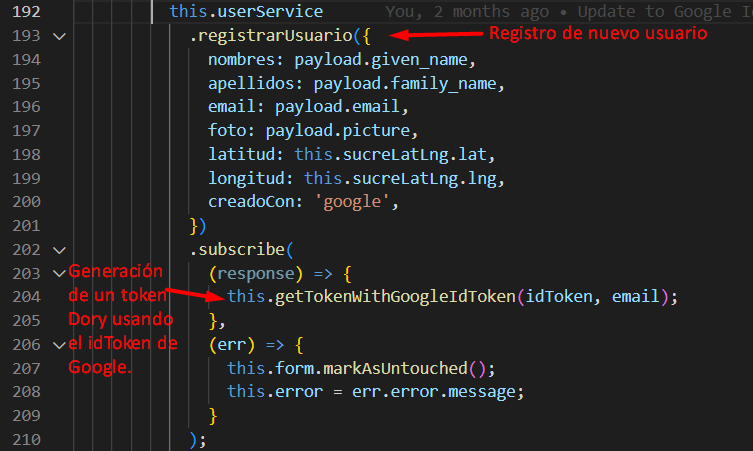 192 this.userService You, 2 months ago • Update to Google I
193 .registrarUsuario({ Registro de nuevo usuario
194 nombres: payload.given_name,
195 apellidos: payload.family_name,
196 email: payload.email,
197 foto: payload.picture,
198 latitud: this.sucreLatLng.lat,
199 longitud: this.sucreLatLng.lng,
200 creadoCon: 'google',
201 })
202 .subscribe(
203 (response) => {
204 this.getTokenWithGoogleIdToken(idToken, email);
205 },
206 (err) => {
207 this.form.markAsUntouched();
208 this.error = err.error.message;
209 }
210 );
Generación
de un token
Dory usando
el idToken de
Google.